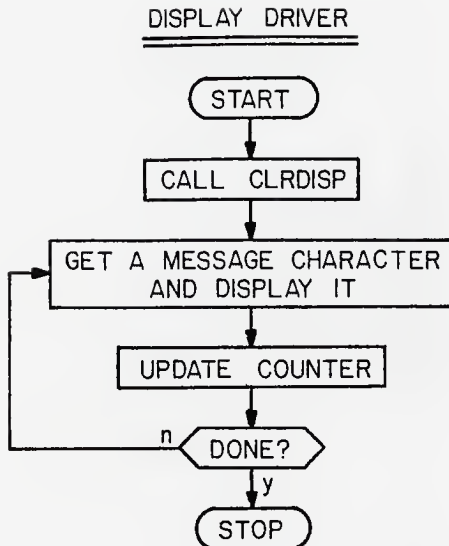 DISPLAY DRIVER
START
CALL CLRDISP
GET A MESSAGE CHARACTER
AND DISPLAY IT
UPDATE COUNTER
n
DONE?
y
STOP